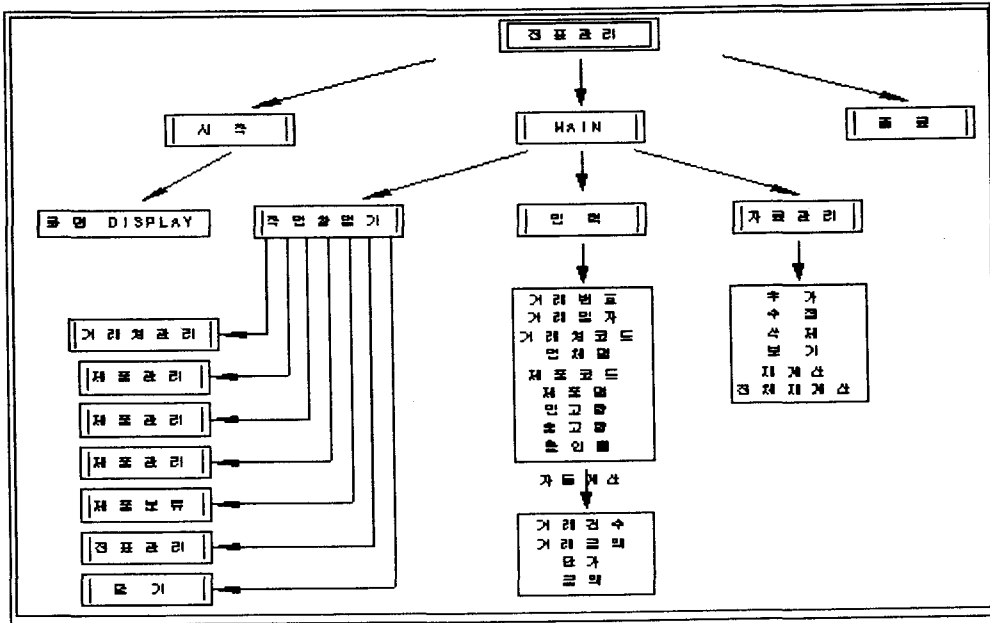 전 표 관 리
시 작
MAIN
종 료
화 면 DISPLAY
작 업 창 열 기
입 력
자 료 관 리
거 래 처 관 리
제 품 관 리
제 품 관 리
제 품 관 리
제 품 분 류
전 표 관 리
닫 기
거 래 번 호
거 래 일 자
거 래 처 코 드
업 체 명
제 품 코 드
제 품 명
입 고 량
출 고 량
할 인 율
자 동 계 산
거 래 건 수
거 래 금 액
단 가
금 액
추 가
수 정
삭 제
보 기
재 계 산
전 체 재 계 산